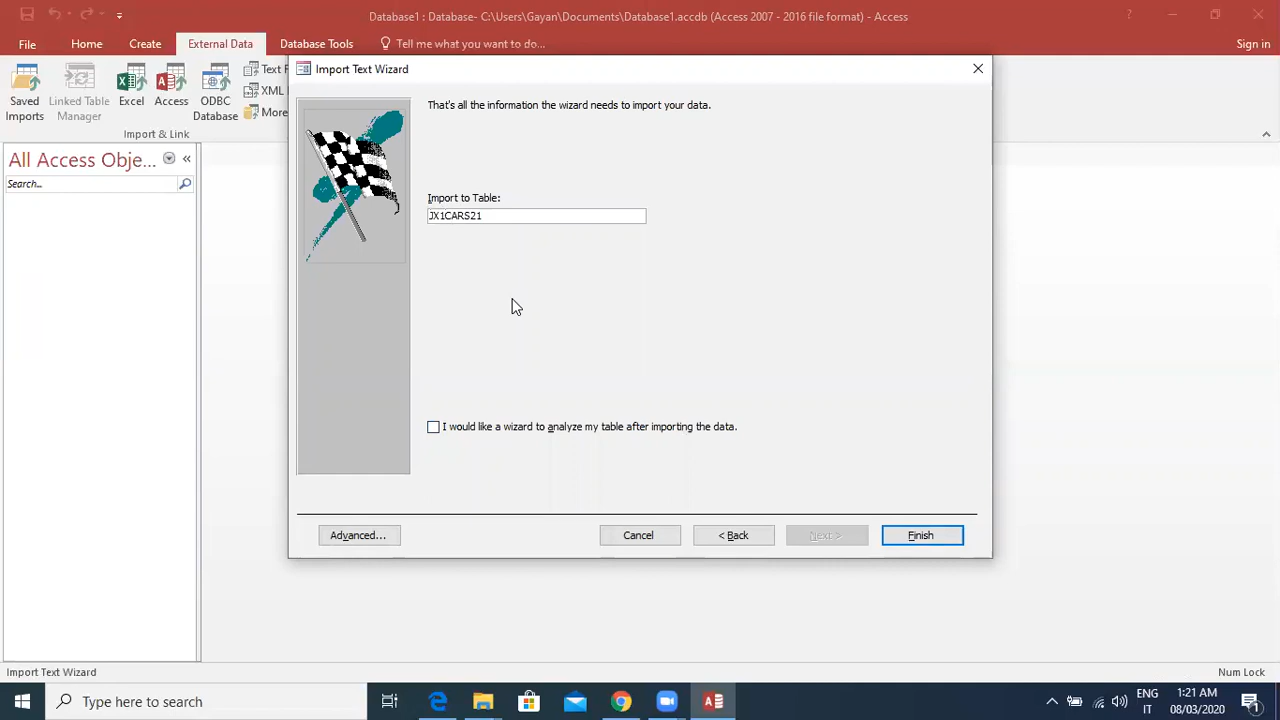 Database1 : Database- C:\Users\Gayan\Documents\Database1.accdb (Access 2007 - 2016 file format) - Access
File Home Create External Data Database Tools Tell me what you want to do... Sign in
Saved Imports
Linked Table Manager
Excel
Access
ODBC Database
Text F
XML
More
Import & Link
All Access Obje...
Search...
Import Text Wizard
That's all the information the wizard needs to import your data.
Import to Table:
JX1CARS21
I would like a wizard to analyze my table after importing the data.
Advanced... Cancel < Back Next > Finish
Import Text Wizard Num Lock
Type here to search
ENG
IT
1:21 AM
08/03/2020
1